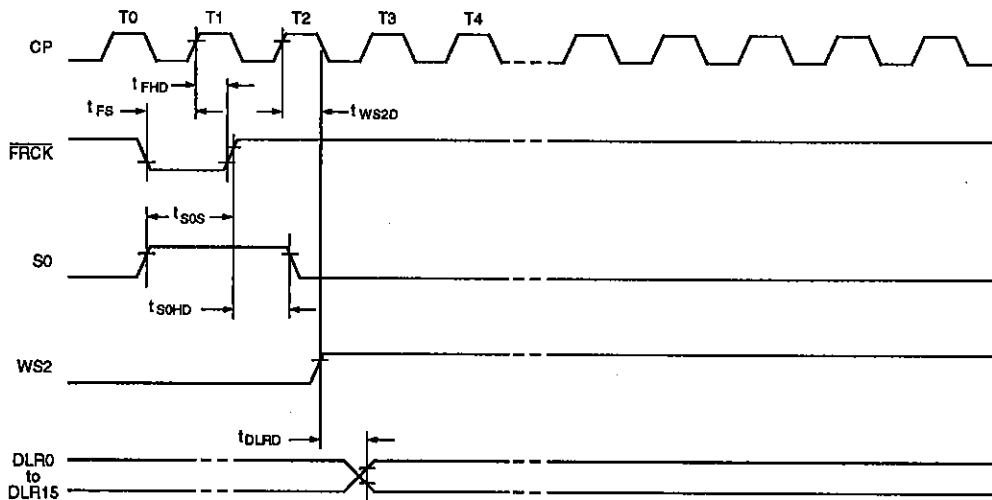 T0 T1 T2 T3 T4
CP
tFHD
tFS
tWS2D
FRCK
tS0S
S0
tS0HD
WS2
tDLRD
DLR0
to
DLR15